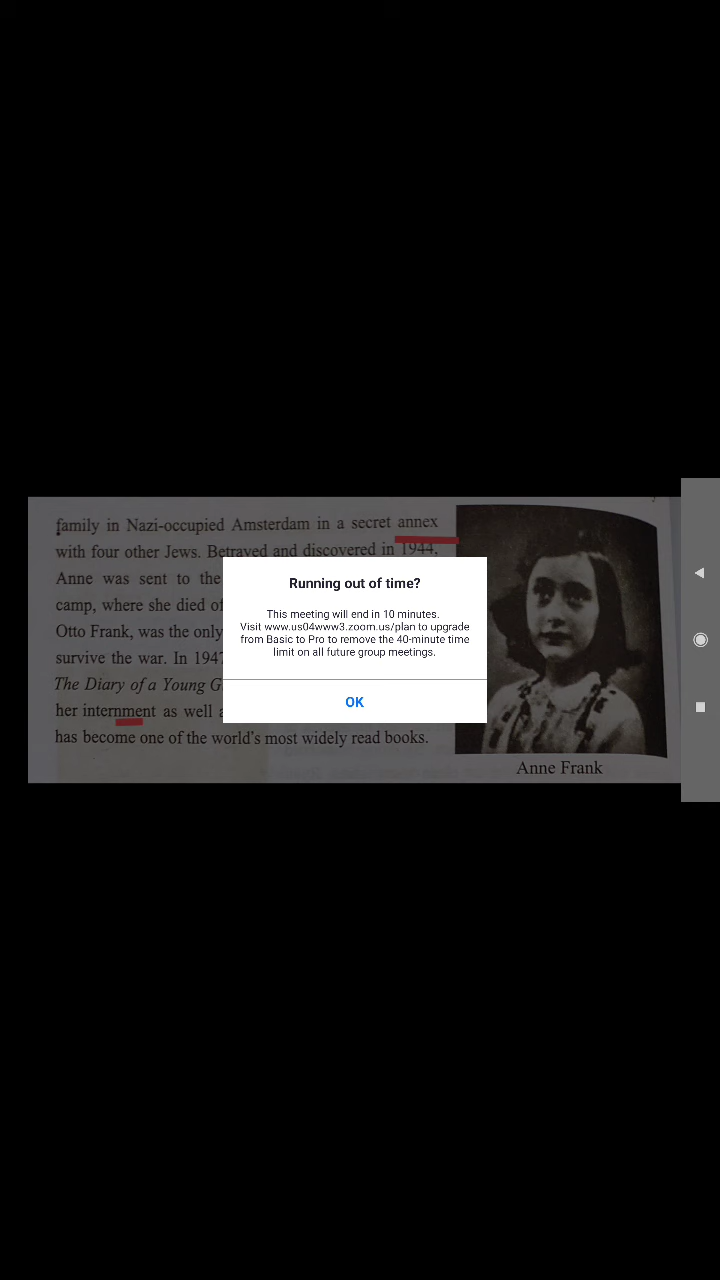 family in Nazi-occupied Amsterdam in a secret annex
with four other Jews. Betrayed and discovered in 1944,
Anne was sent to the
camp, where she died of
Otto Frank, was the only
survive the war. In 1947
The Diary of a Young G
her internment as well a
has become one of the world's most widely read books.
Anne Frank
Running out of time?
This meeting will end in 10 minutes.
Visit www.us04www3.zoom.us/plan to upgrade
from Basic to Pro to remove the 40-minute time
limit on all future group meetings.
OK